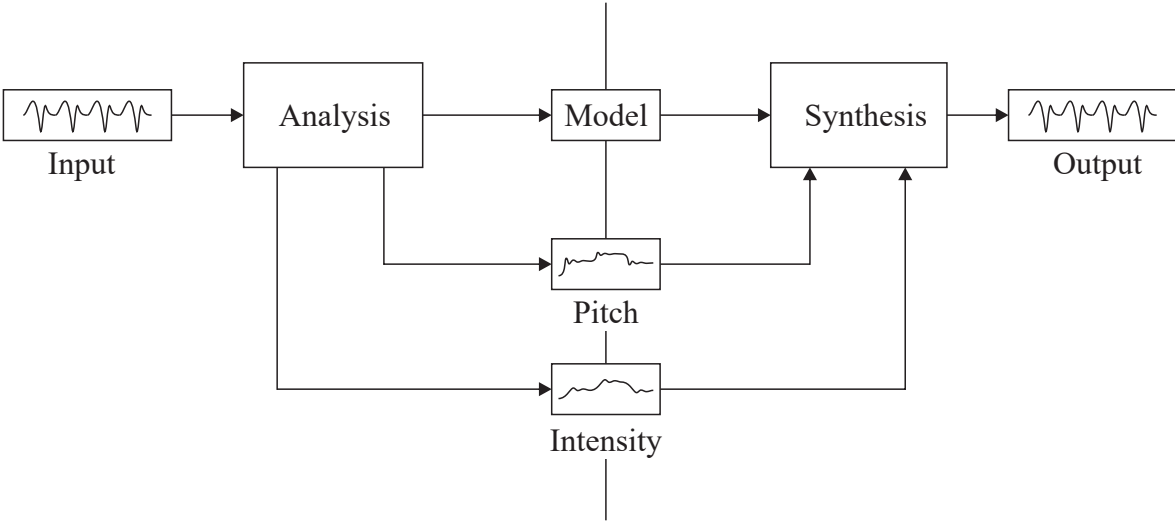 Input
Analysis
Model
Synthesis
Output
Pitch
Intensity